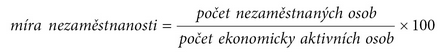 míra nezaměstnanosti = počet nezaměstnaných osob / počet ekonomicky aktivních osob × 100